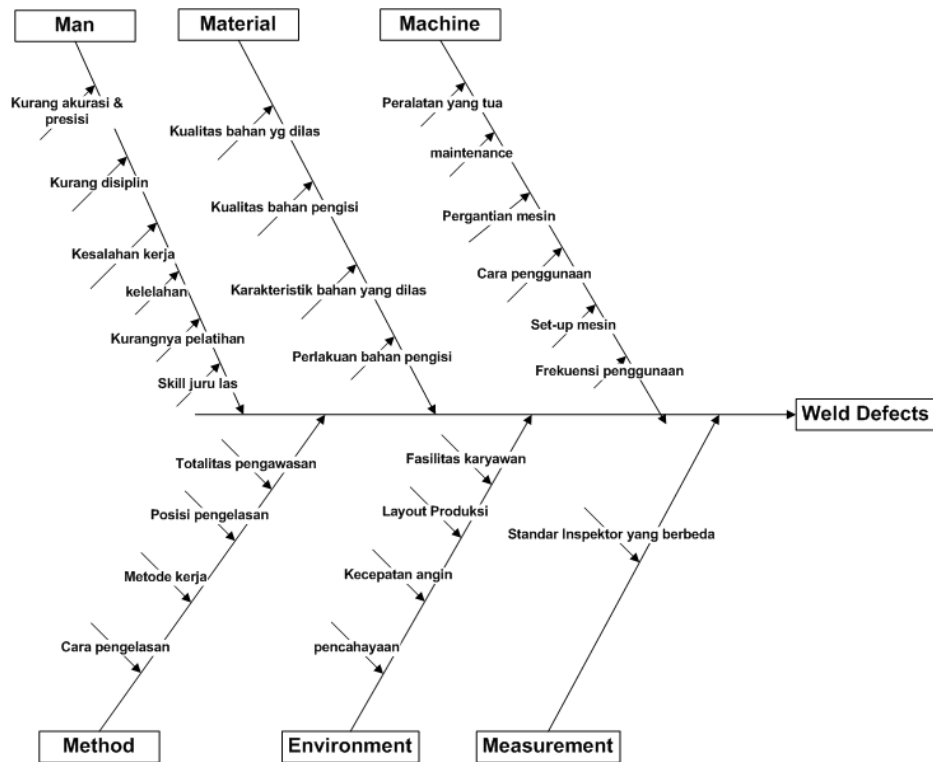 Man
Material
Machine
Kurang akurasi &
presisi
Kurang disiplin
Kesalahan kerja
kelelahan
Kurangnya pelatihan
Skill juru las
Kualitas bahan yg dilas
Kualitas bahan pengisi
Karakteristik bahan yang dilas
Perlakuan bahan pengisi
Peralatan yang tua
maintenance
Pergantian mesin
Cara penggunaan
Set-up mesin
Frekuensi penggunaan
Weld Defects
Totalitas pengawasan
Posisi pengelasan
Metode kerja
Cara pengelasan
Fasilitas karyawan
Layout Produksi
Kecepatan angin
pencahayaan
Standar Inspektor yang berbeda
Method
Environment
Measurement